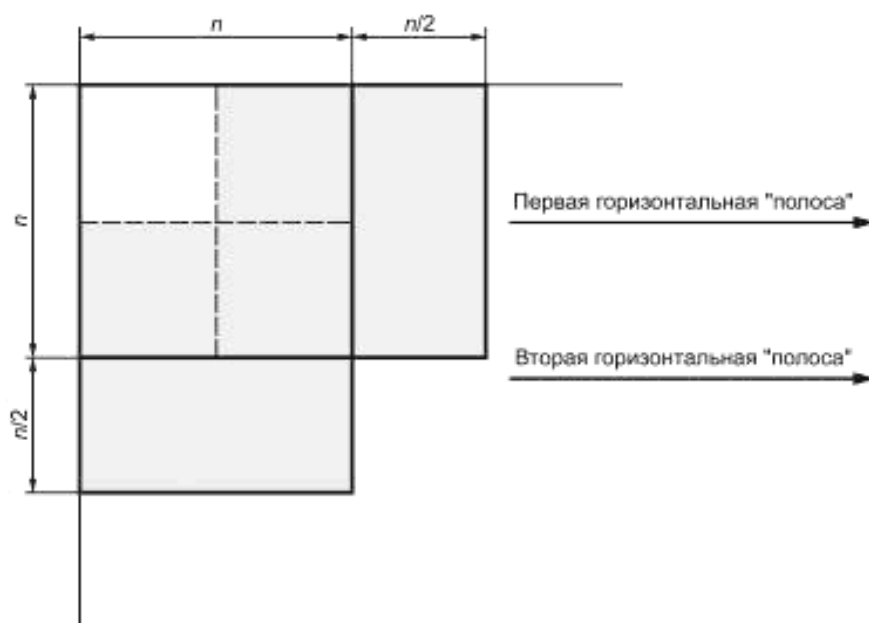 n
n/2
n
Первая горизонтальная "полоса"
Вторая горизонтальная "полоса"
n/2